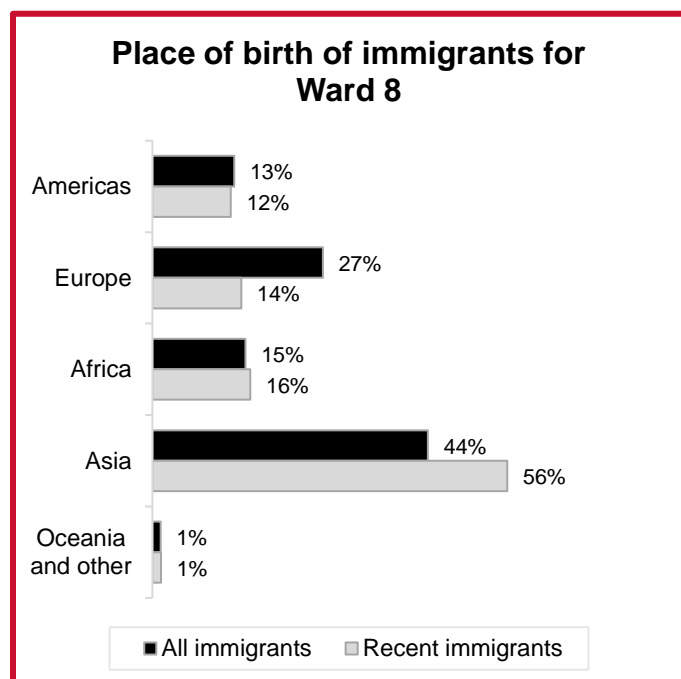 Place of birth of immigrants for
Ward 8
Americas
13%
12%
Europe
27%
14%
Africa
15%
16%
Asia
44%
56%
Oceania
and other
1%
1%
All immigrants
Recent immigrants